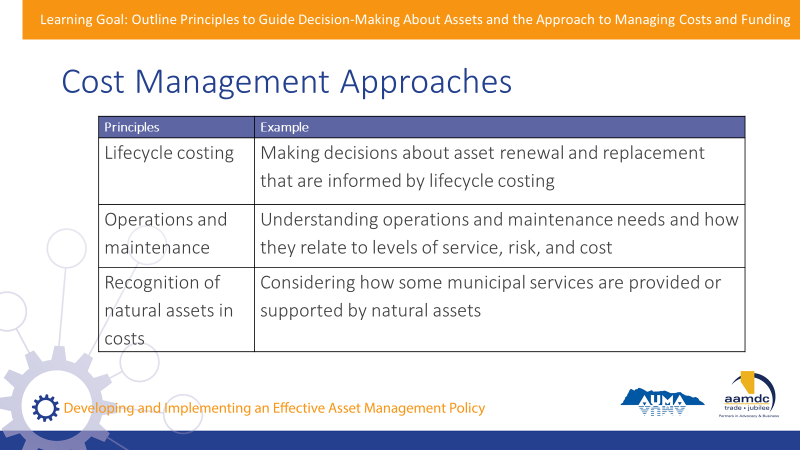 Learning Goal: Outline Principles to Guide Decision-Making About Assets and the Approach to Managing Costs and Funding
Cost Management Approaches
Principles
Example
Lifecycle costing
Making decisions about asset renewal and replacement
that are informed by lifecycle costing
Operations and
maintenance
Understanding operations and maintenance needs and how
they relate to levels of service, risk, and cost
Recognition of
natural assets in
costs
Considering how some municipal services are provided or
supported by natural assets
Developing and Implementing an Effective Asset Management Policy
AUMA
aamdc
trade • jubilee
Partners in Advocacy & Business